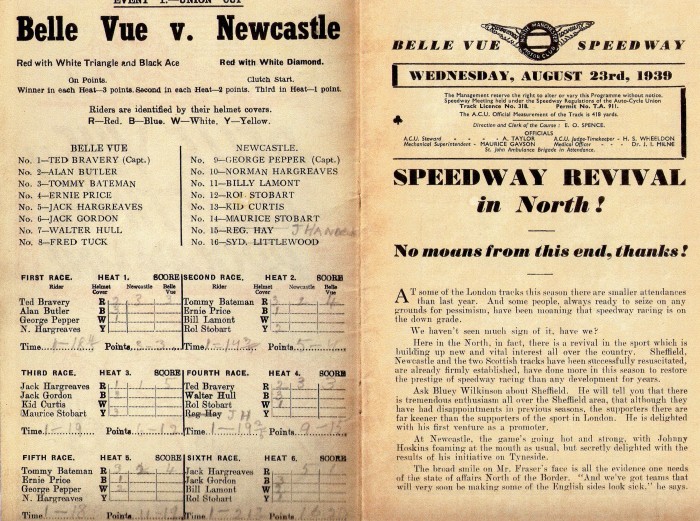 EVENT 1.—UNION CUP
Belle Vue v. Newcastle
Red with White Triangle and Black Ace Red with White Diamond.
On Points. Clutch Start.
Winner in each Heat—3 points. Second in each Heat—2 points. Third in Heat—1 point.
Riders are identified by their helmet covers.
R—Red. B—Blue. W—White. Y—Yellow.
BELLE VUE
No. 1—TED BRAVERY (Capt.)
No. 2—ALAN BUTLER
No. 3—TOMMY BATEMAN
No. 4—ERNIE PRICE
No. 5—JACK HARGREAVES
No. 6—JACK GORDON
No. 7—WALTER HULL
No. 8—FRED TUCK
NEWCASTLE.
No. 9—GEORGE PEPPER (Capt.)
No. 10—NORMAN HARGREAVES
No. 11—BILLY LAMONT
No. 12—ROL STOBART
No. 13—KID CURTIS
No. 14—MAURICE STOBART
No. 15—REG. HAY
No. 16—SYD. LITTLEWOOD
FIRST RACE. HEAT 1. SCORE
Rider Helmet Cover Newcastle Belle Vue
Ted Bravery R 2
Alan Butler B
George Pepper W
N. Hargreaves Y
Time Points
SECOND RACE. HEAT 2. SCORE
Rider Helmet Cover Newcastle Belle Vue
Tommy Bateman R
Ernie Price B
Bill Lamont W
Rol Stobart Y
Time Points
THIRD RACE. HEAT 3. SCORE
Jack Hargreaves R 1 1 5
Jack Gordon B
Kid Curtis W
Maurice Stobart Y
Time 1-19 Points
FOURTH RACE. HEAT 4. SCORE
Ted Bravery R 2 3 3
Walter Hull B
Rol Stobart W
Reg Hay J H Y
Time Points
FIFTH RACE. HEAT 5. SCORE
Tommy Bateman R
Ernie Price B
George Pepper W
N. Hargreaves Y
Time 1-18 Points
SIXTH RACE. HEAT 6. SCORE
Jack Hargreaves R 5
Jack Gordon B
Bill Lamont W
Rol Stobart Y
Time Points
BELLE VUE SPEEDWAY
WEDNESDAY, AUGUST 23rd, 1939
The Management reserve the right to alter or vary this Programme without notice.
Speedway Meeting held under the Speedway Regulations of the Auto-Cycle Union
Track Licence No. 318. Permit No. T.A. 911.
The A.C.U. Official Measurement of the Track is 418 yards.
Director and Clerk of the Course : E. O. SPENCE.
OFFICIALS
A.C.U. Steward - - - - A. TAYLOR A.C.U. Judge-Timekeeper - H. S. WHEELDON
Mechanical Superintendent - MAURICE GAVSON Medical Officer - - - Dr. J. I. MILNE
St. John Ambulance Brigade in Attendance.
SPEEDWAY REVIVAL
in North !
No moans from this end, thanks!
AT some of the London tracks this season there are smaller attendances
than last year. And some people, always ready to seize on any
grounds for pessimism, have been moaning that speedway racing is on
the down grade.
We haven't seen much sign of it, have we?
Here in the North, in fact, there is a revival in the sport which is
building up new and vital interest all over the country. Sheffield,
Newcastle and the two Scottish tracks have been successfully resuscitated,
are already firmly established, have done more in this season to restore
the prestige of speedway racing than any development for years.
Ask Bluey Wilkinson about Sheffield. He will tell you that there
is tremendous enthusiasm all over the Sheffield area, that although they
have had disappointments in previous seasons, the supporters there are
far keener than the supporters of the sport in London. He is delighted
with his first venture as a promoter.
At Newcastle, the game's going hot and strong, with Johnny
Hoskins foaming at the mouth as usual, but secretly delighted with the
results of his initiative on Tyneside.
The broad smile on Mr. Fraser's face is all the evidence one needs
of the state of affairs North of the Border. "And we've got teams that
will very soon be making some of the English sides look sick," he says.